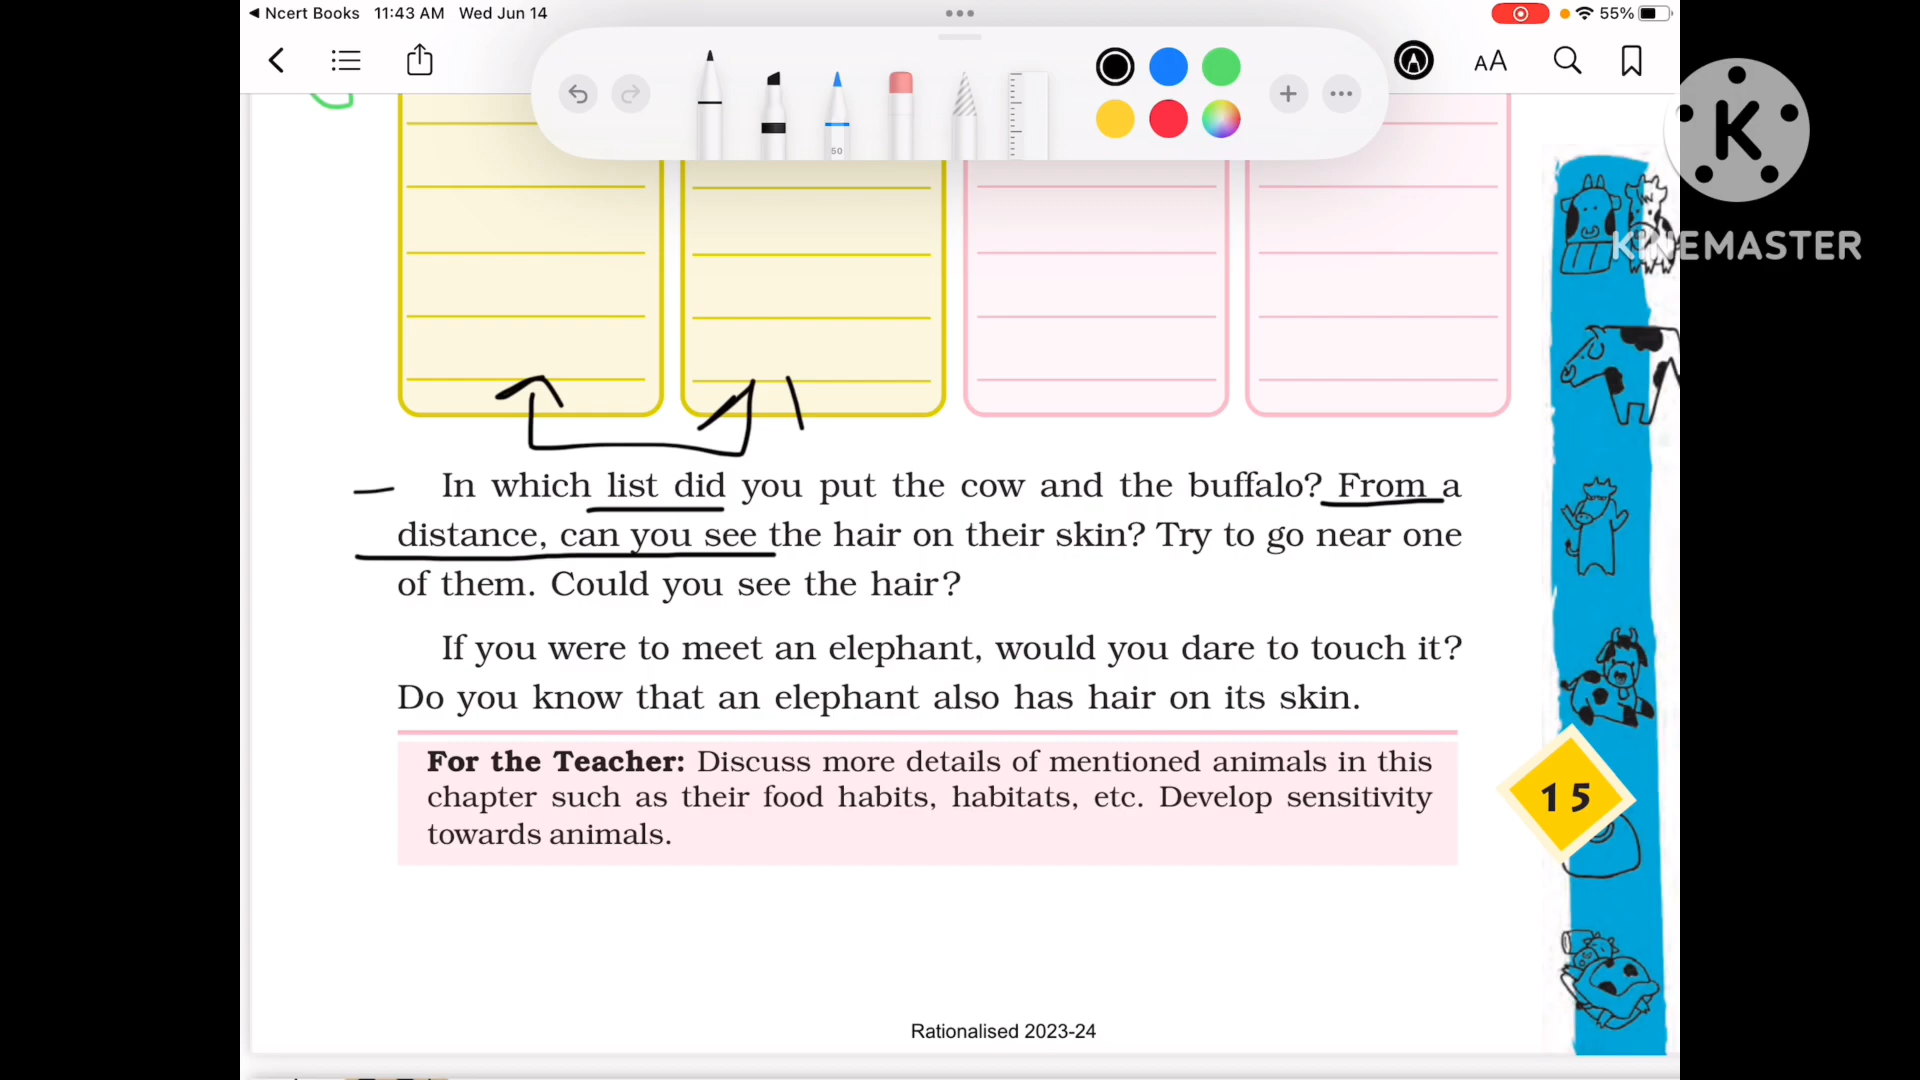 Ncert Books 11:43 AM Wed Jun 14
55%
AA
50
K
KINEMASTER
In which list did you put the cow and the buffalo? From a
distance, can you see the hair on their skin? Try to go near one
of them. Could you see the hair?
If you were to meet an elephant, would you dare to touch it?
Do you know that an elephant also has hair on its skin.
For the Teacher: Discuss more details of mentioned animals in this
chapter such as their food habits, habitats, etc. Develop sensitivity
towards animals.
15
Rationalised 2023-24